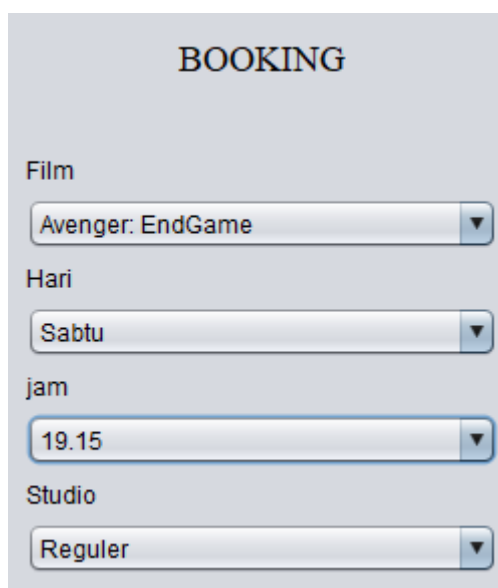 BOOKING
Film
Avenger: EndGame
Hari
Sabtu
jam
19.15
Studio
Reguler